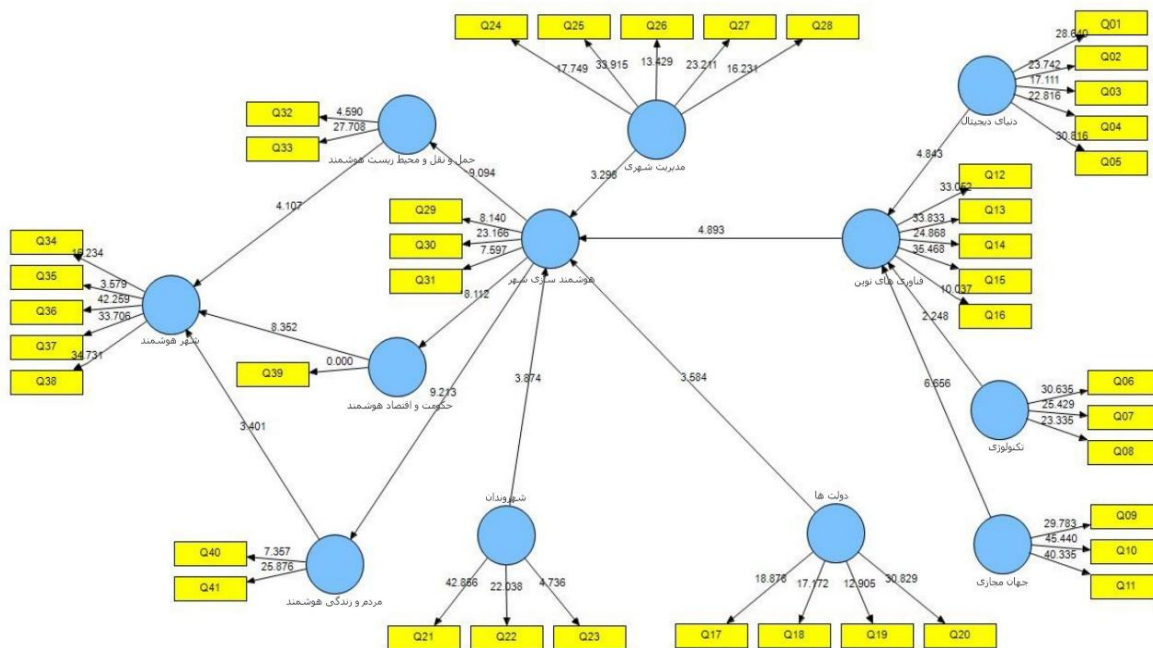 Q24
Q25
Q26
Q27
Q28
17.749
33.915
13.429
23.211
16.231
مدیریت شهری
3.298
Q01
Q02
Q03
Q04
Q05
28.640
23.742
17.111
22.816
30.816
دنیای دیجیتال
4.843
Q32
Q33
4.590
27.708
حمل و نقل و محیط زیست هوشمند
9.094
4.107
Q29
Q30
Q31
8.140
23.166
7.597
هوشمند سازی شهر
4.893
Q12
Q13
Q14
Q15
Q16
33.052
33.833
24.868
35.468
10.037
فناوری های نوین
2.248
6.656
Q34
Q35
Q36
Q37
Q38
3.579
42.259
33.706
34.731
شهر هوشمند
8.352
8.112
Q39
0.000
حکومت و اقتصاد هوشمند
9.213
3.874
3.584
3.401
Q06
Q07
Q08
30.635
25.429
23.335
تکنولوژی
Q40
Q41
7.357
25.876
مردم و زندگی هوشمند
شهروندان
42.856
22.038
4.736
Q21
Q22
Q23
دولت ها
18.876
17.172
12.905
30.829
Q17
Q18
Q19
Q20
Q09
Q10
Q11
29.783
45.440
40.335
جهان مجازی